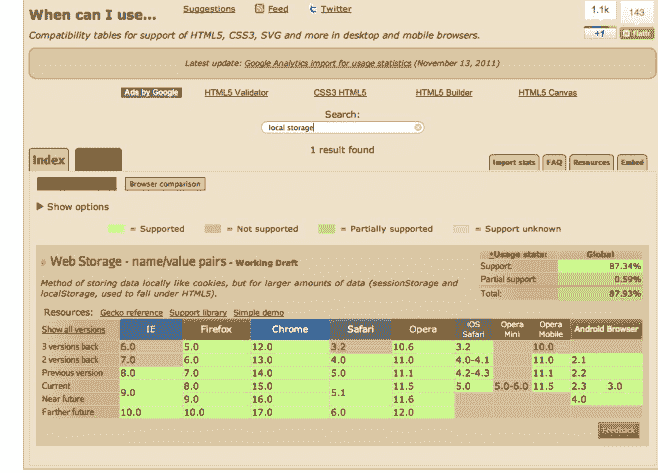 When can I use...
Suggestions Feed Twitter
1.1k 143
+1
Compatibility tables for support of HTML5, CSS3, SVG and more in desktop and mobile browsers.
Latest update: Google Analytics import for usage statistics (November 13, 2011)
Ads by Google HTML5 Validator CSS3 HTML5 HTML5 Builder HTML5 Canvas
Search:
local storage
1 result found
Index
Import stats FAQ Resources Embed
Browser comparison
Show options
= Supported = Not supported = Partially supported = Support unknown
Web Storage - name/value pairs - Working Draft
*Usage stats: Global
Support: 87.34%
Partial support: 0.59%
Total: 87.93%
Method of storing data locally like cookies, but for larger amounts of data (sessionStorage and
localStorage, used to fall under HTML5).
Resources: Gecko reference Support library Simple demo
Show all versions IE Firefox Chrome Safari Opera iOS Safari Opera Mini Opera Mobile Android Browser
3 versions back 6.0 5.0 12.0 3.2 10.6 3.2 10.0
2 versions back 7.0 6.0 13.0 4.0 11.0 4.0-4.1 11.0 2.1
Previous version 8.0 7.0 14.0 5.0 11.1 4.2-4.3 11.1 2.2
Current 9.0 8.0 15.0 5.1 11.5 5.0 5.0-6.0 11.5 2.3 3.0
Near future 9.0 16.0 11.6 4.0
Farther future 10.0 10.0 17.0 6.0 12.0
Feedback